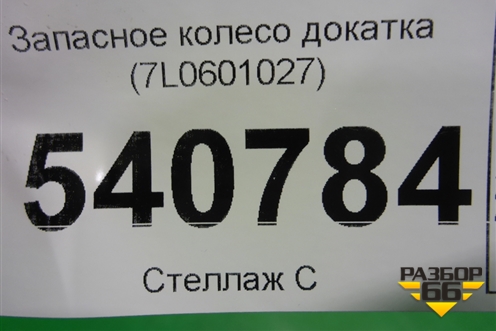 Запасное колесо докатка
(7L0601027)
540784
Стеллаж С
РАЗБОР
66